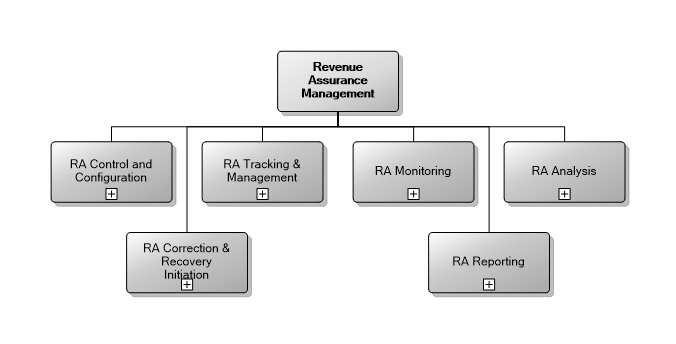 Revenue
Assurance
Management
RA Control and
Configuration
RA Tracking &
Management
RA Monitoring
RA Analysis
RA Correction &
Recovery
Initiation
RA Reporting